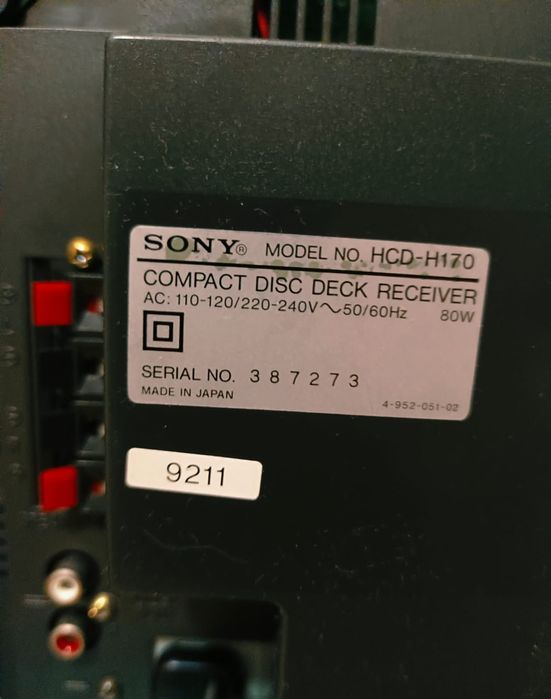 SONY® MODEL NO. HCD-H170
COMPACT DISC DECK RECEIVER
AC: 110-120/220-240V～50/60Hz 80W
SERIAL NO. 387273
MADE IN JAPAN 4-952-051-02
9211